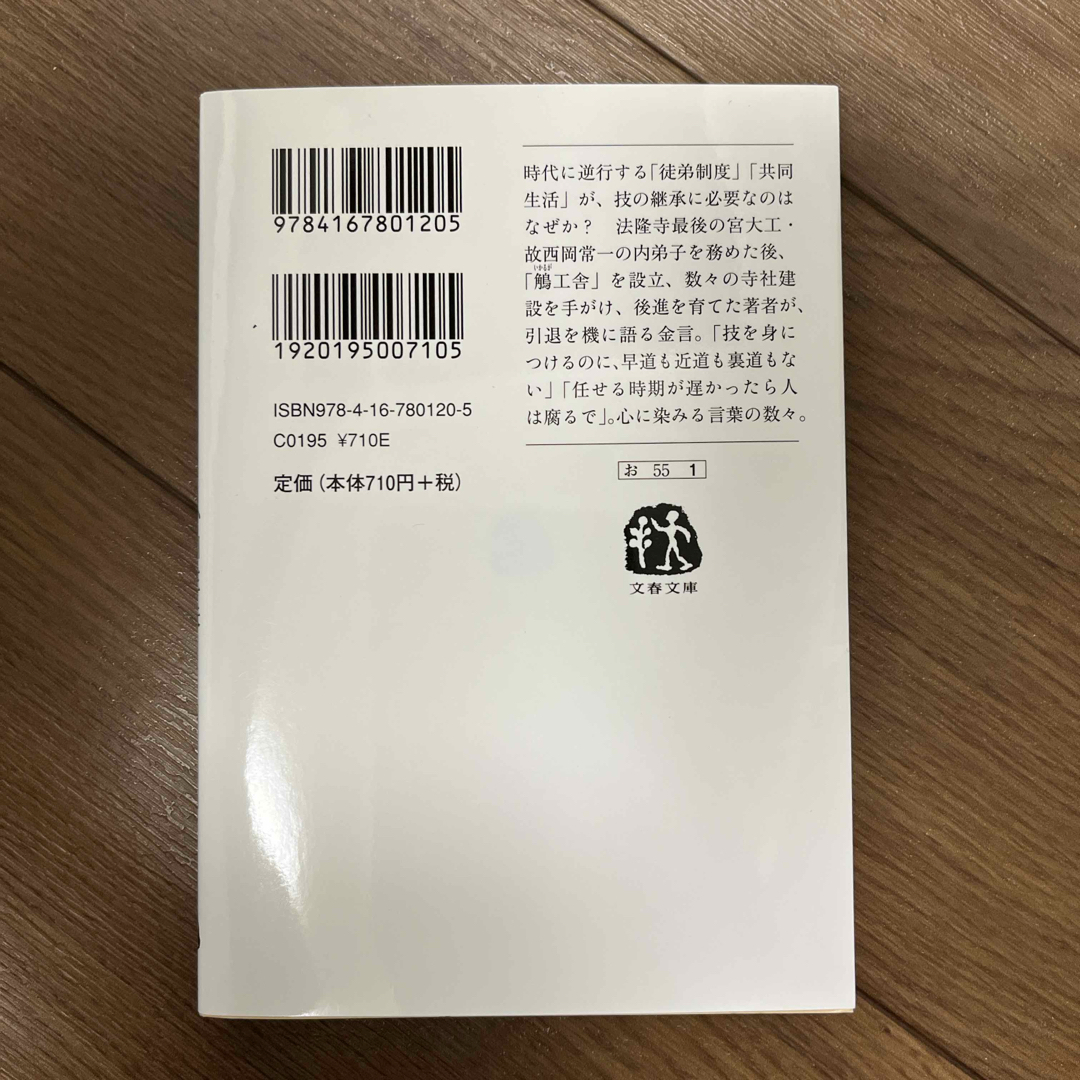 9784167801205
1920195007105
ISBN978-4-16-780120-5
C0195 ¥710E
定価(本体710円+税)
時代に逆行する「徒弟制度」「共同
生活」が、技の継承に必要なのは
なぜか? 法隆寺最後の宮大工・
故西岡常一の内弟子を務めた後、
いかるが
「鵤工舎」を設立、数々の寺社建
設を手がけ、後進を育てた著者が、
引退を機に語る金言。「技を身に
つけるのに、早道も近道も裏道もな
い」「任せる時期が遅かったら人
は腐るで」。心に染みる言葉の数々。
お 55 1
文春文庫